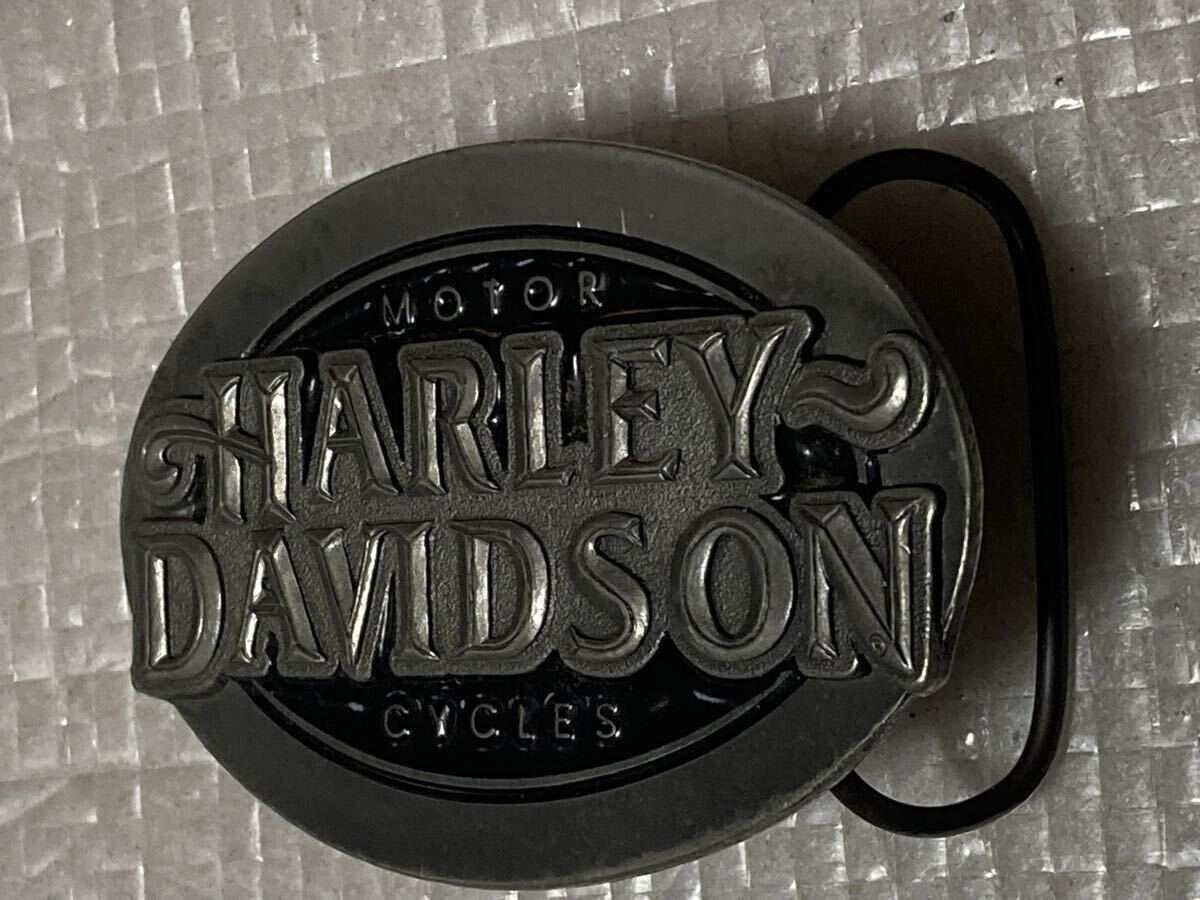 MOTOR
HARLEY
DAVIDSON
®
CYCLES